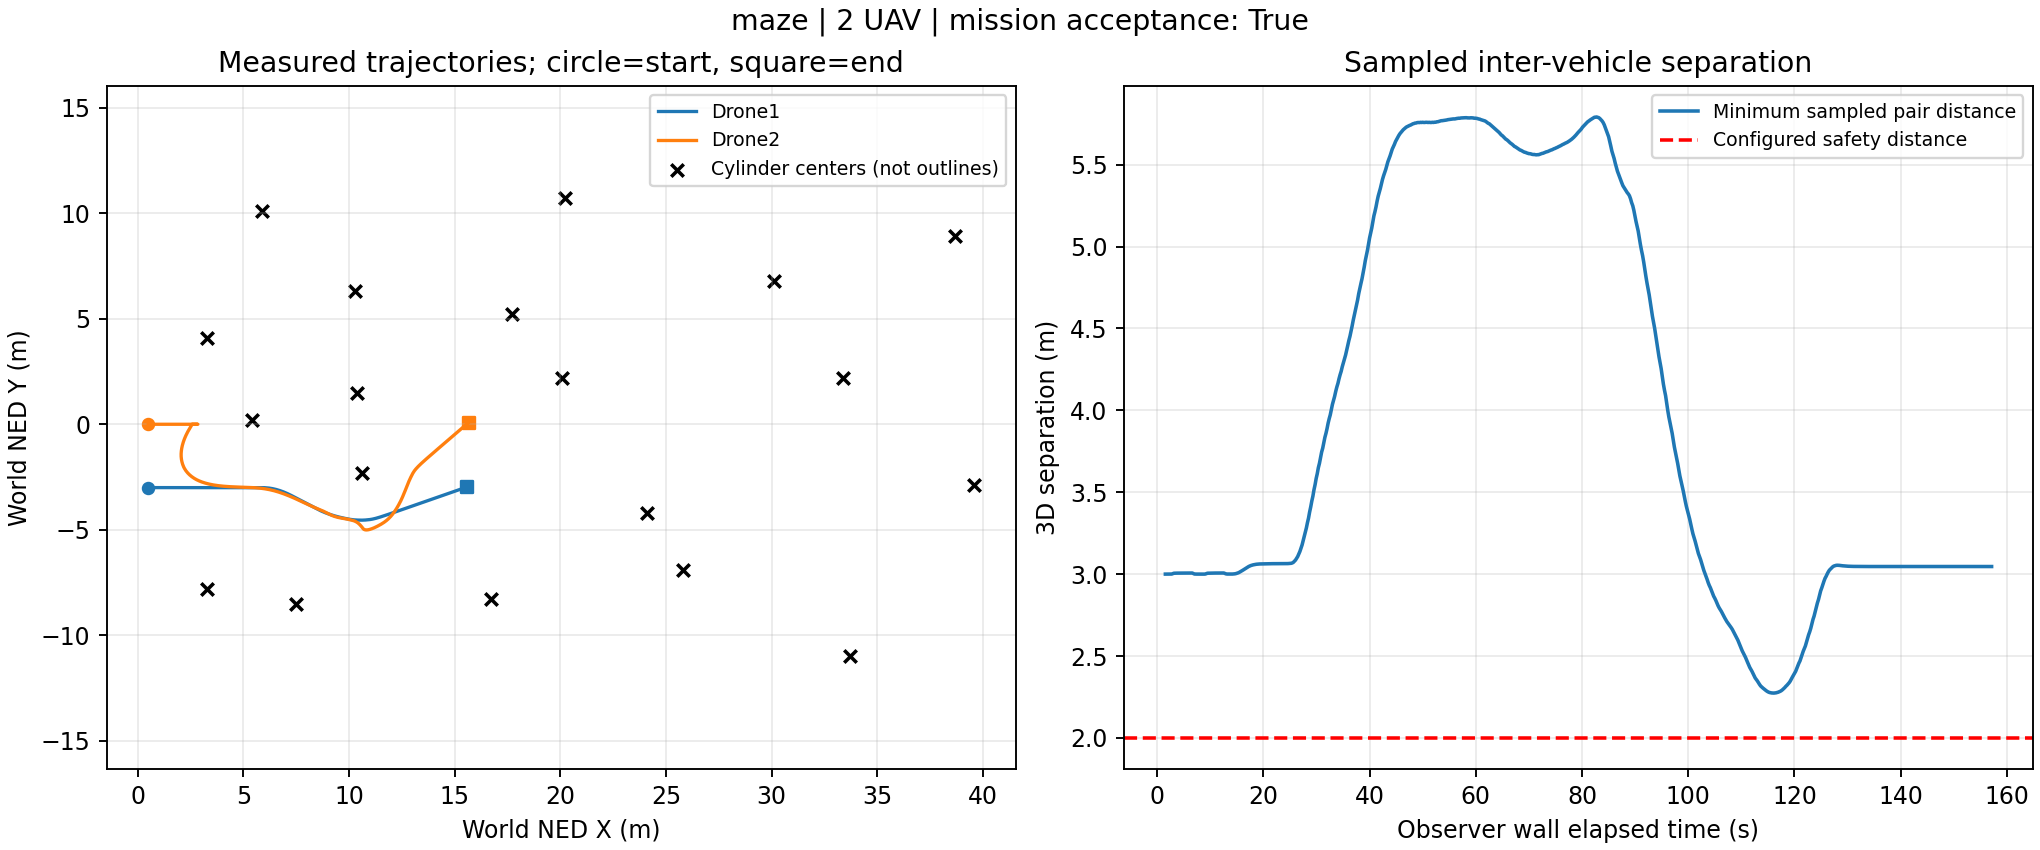 maze | 2 UAV | mission acceptance: True
Measured trajectories; circle=start, square=end
15
10
5
0
−5
−10
−15
World NED Y (m)
Drone1
Drone2
Cylinder centers (not outlines)
0
5
10
15
20
25
30
35
40
World NED X (m)
Sampled inter-vehicle separation
5.5
5.0
4.5
4.0
3.5
3.0
2.5
2.0
3D separation (m)
Minimum sampled pair distance
Configured safety distance
0
20
40
60
80
100
120
140
160
Observer wall elapsed time (s)